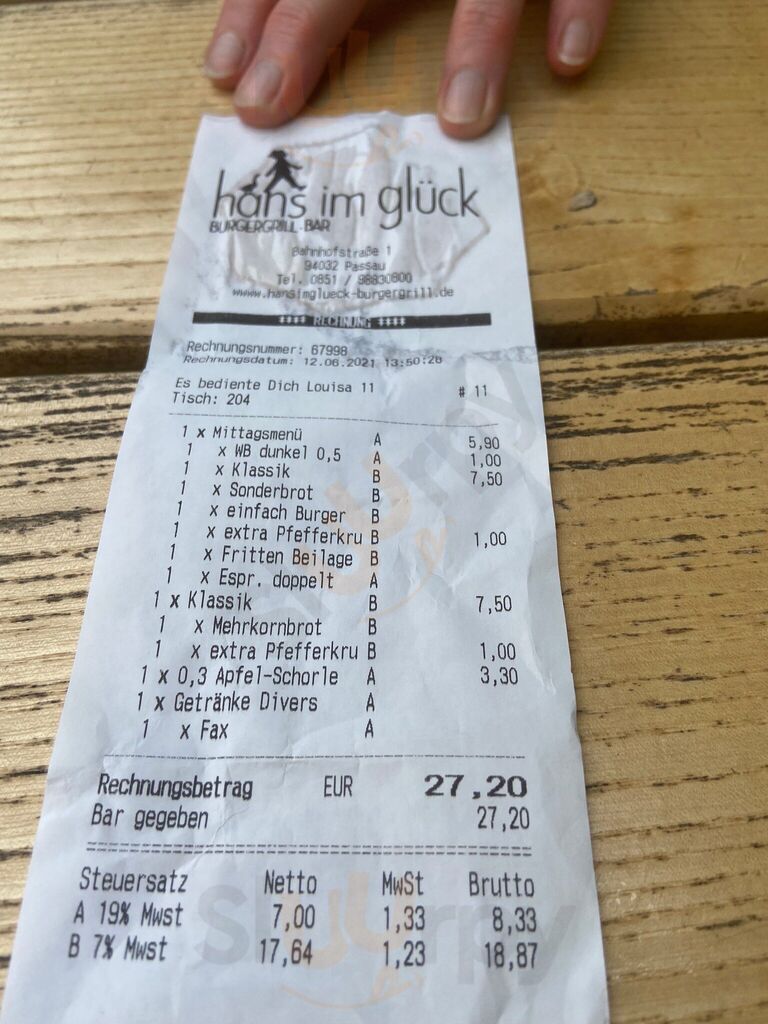 hans im glück
BURGERGRILL·BAR
Bahnhofstraße 1
94032 Passau
Tel. 0851 / 98830800
www.hansimglueck-burgergrill.de
**** RECHNUNG ****
Rechnungsnummer: 67998
Rechnungsdatum: 12.06.2021 13:50:20
Es bediente Dich Louisa 11 # 11
Tisch: 204
1 x Mittagsmenü A 5,90
1 x WB dunkel 0,5 A 1,00
1 x Klassik B 7,50
1 x Sonderbrot B
1 x einfach Burger B
1 x extra Pfefferkru B 1,00
1 x Fritten Beilage B
1 x Espr. doppelt A
1 x Klassik B 7,50
1 x Mehrkornbrot B
1 x extra Pfefferkru B 1,00
1 x 0,3 Apfel-Schorle A 3,30
1 x Getränke Divers A
1 x Fax A
Rechnungsbetrag EUR 27,20
Bar gegeben 27,20
Steuersatz Netto MwSt Brutto
A 19% Mwst 7,00 1,33 8,33
B 7% Mwst 17,64 1,23 18,87
sluurpy